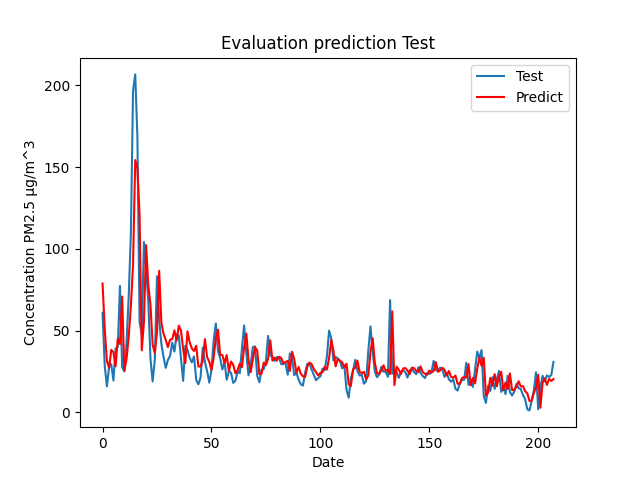 Evaluation prediction Test
Test
Predict
Concentration PM2.5 µg/m^3
200
150
100
50
0
0 50 100 150 200
Date